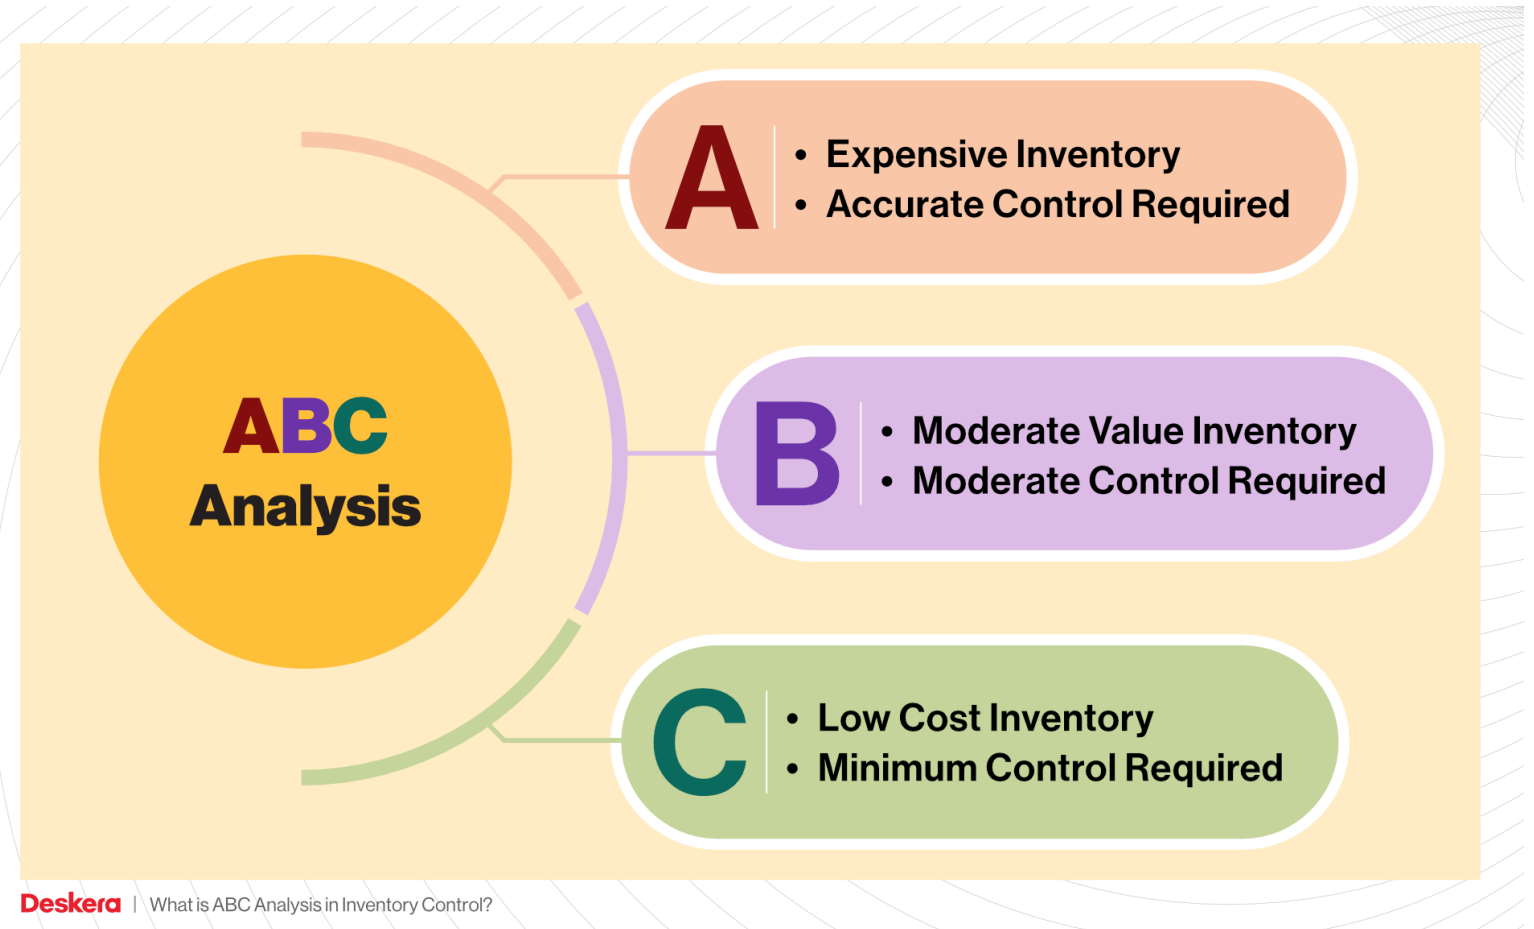 ABC
Analysis
A
• Expensive Inventory
• Accurate Control Required
B
• Moderate Value Inventory
• Moderate Control Required
C
• Low Cost Inventory
• Minimum Control Required
Deskera | What is ABC Analysis in Inventory Control?